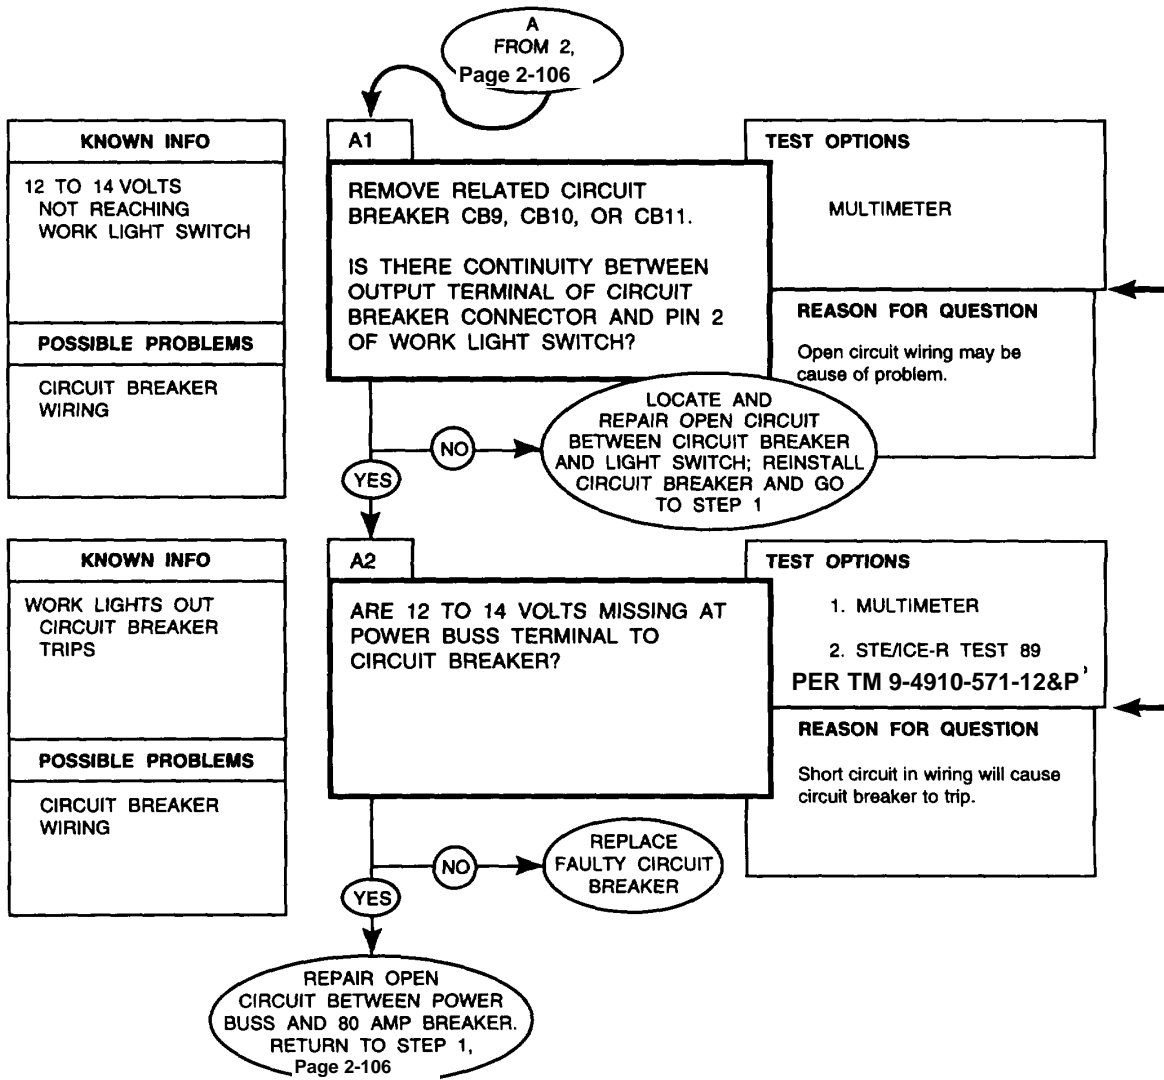 A
FROM 2,
Page 2-106
KNOWN INFO
12 TO 14 VOLTS
NOT REACHING
WORK LIGHT SWITCH
POSSIBLE PROBLEMS
CIRCUIT BREAKER
WIRING
A1
REMOVE RELATED CIRCUIT
BREAKER CB9, CB10, OR CB11.
IS THERE CONTINUITY BETWEEN
OUTPUT TERMINAL OF CIRCUIT
BREAKER CONNECTOR AND PIN 2
OF WORK LIGHT SWITCH?
TEST OPTIONS
MULTIMETER
REASON FOR QUESTION
Open circuit wiring may be
cause of problem.
NO
LOCATE AND
REPAIR OPEN CIRCUIT
BETWEEN CIRCUIT BREAKER
AND LIGHT SWITCH; REINSTALL
CIRCUIT BREAKER AND GO
TO STEP 1
YES
KNOWN INFO
WORK LIGHTS OUT
CIRCUIT BREAKER
TRIPS
POSSIBLE PROBLEMS
CIRCUIT BREAKER
WIRING
A2
ARE 12 TO 14 VOLTS MISSING AT
POWER BUSS TERMINAL TO
CIRCUIT BREAKER?
TEST OPTIONS
1. MULTIMETER
2. STE/ICE-R TEST 89
PER TM 9-4910-571-12&P
REASON FOR QUESTION
Short circuit in wiring will cause
circuit breaker to trip.
NO
REPLACE
FAULTY CIRCUIT
BREAKER
YES
REPAIR OPEN
CIRCUIT BETWEEN POWER
BUSS AND 80 AMP BREAKER.
RETURN TO STEP 1,
Page 2-106